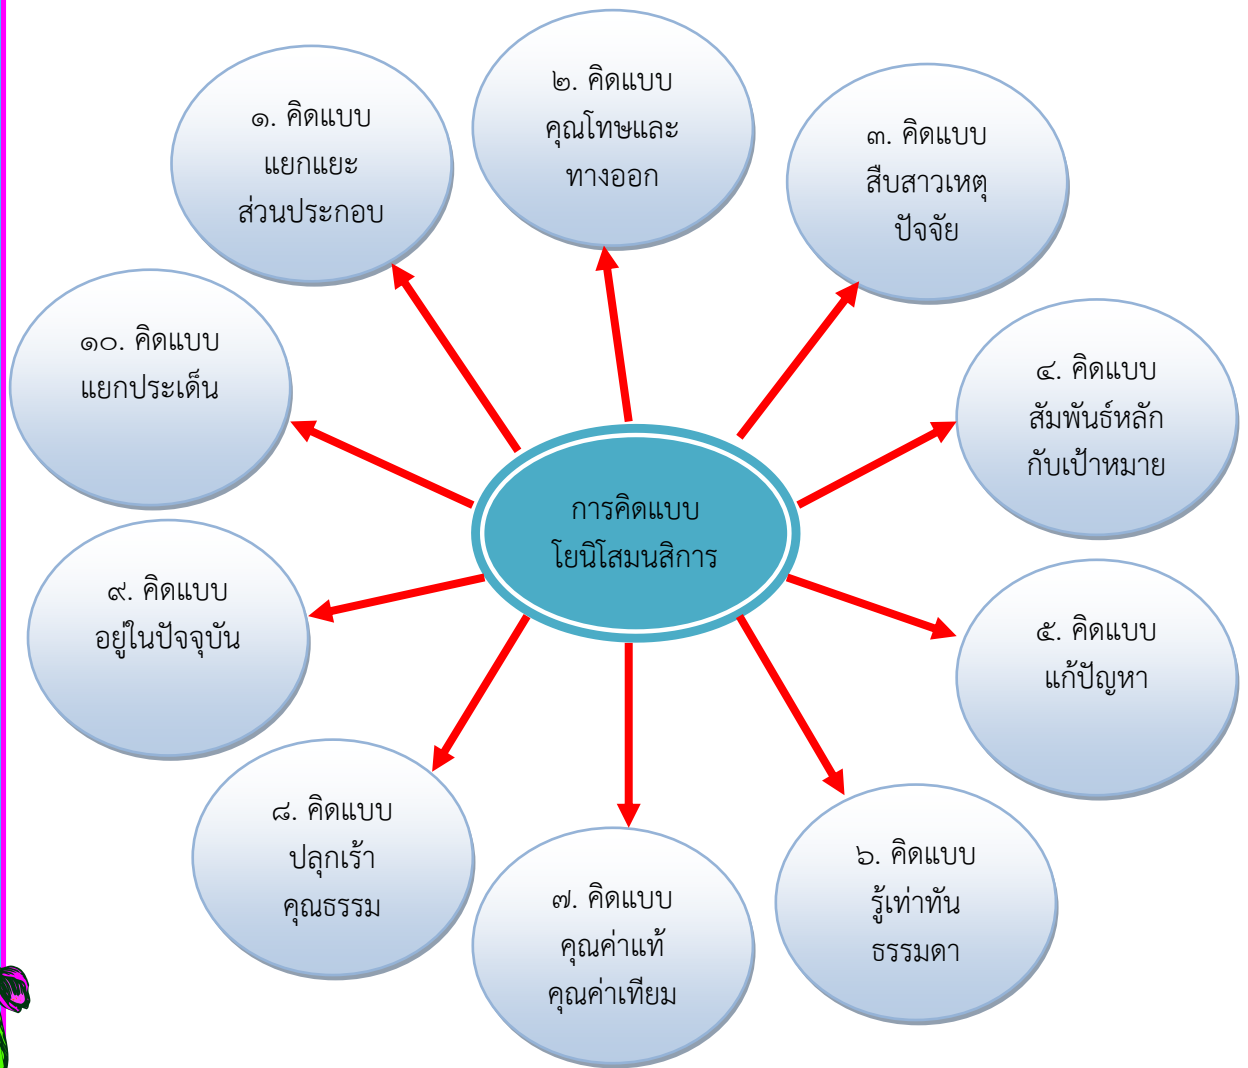 ๑. คิดแบบ
แยกแยะ
ส่วนประกอบ
๒. คิดแบบ
คุณโทษและ
ทางออก
๓. คิดแบบ
สืบสาวเหตุ
ปัจจัย
๔. คิดแบบ
สัมพันธ์หลัก
กับเป้าหมาย
๕. คิดแบบ
แก้ปัญหา
๖. คิดแบบ
รู้เท่าทัน
ธรรมดา
๗. คิดแบบ
คุณค่าแท้
คุณค่าเทียม
๘. คิดแบบ
ปลุกเร้า
คุณธรรม
๙. คิดแบบ
อยู่ในปัจจุบัน
๑๐. คิดแบบ
แยกประเด็น
การคิดแบบ
โยนิโสมนสิการ